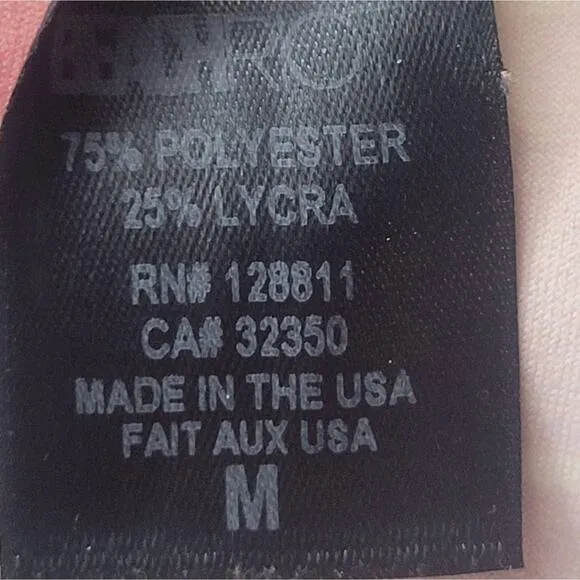 75% POLYESTER
25% LYCRA
RN# 128811
CA# 32350
MADE IN THE USA
FAIT AUX USA
M